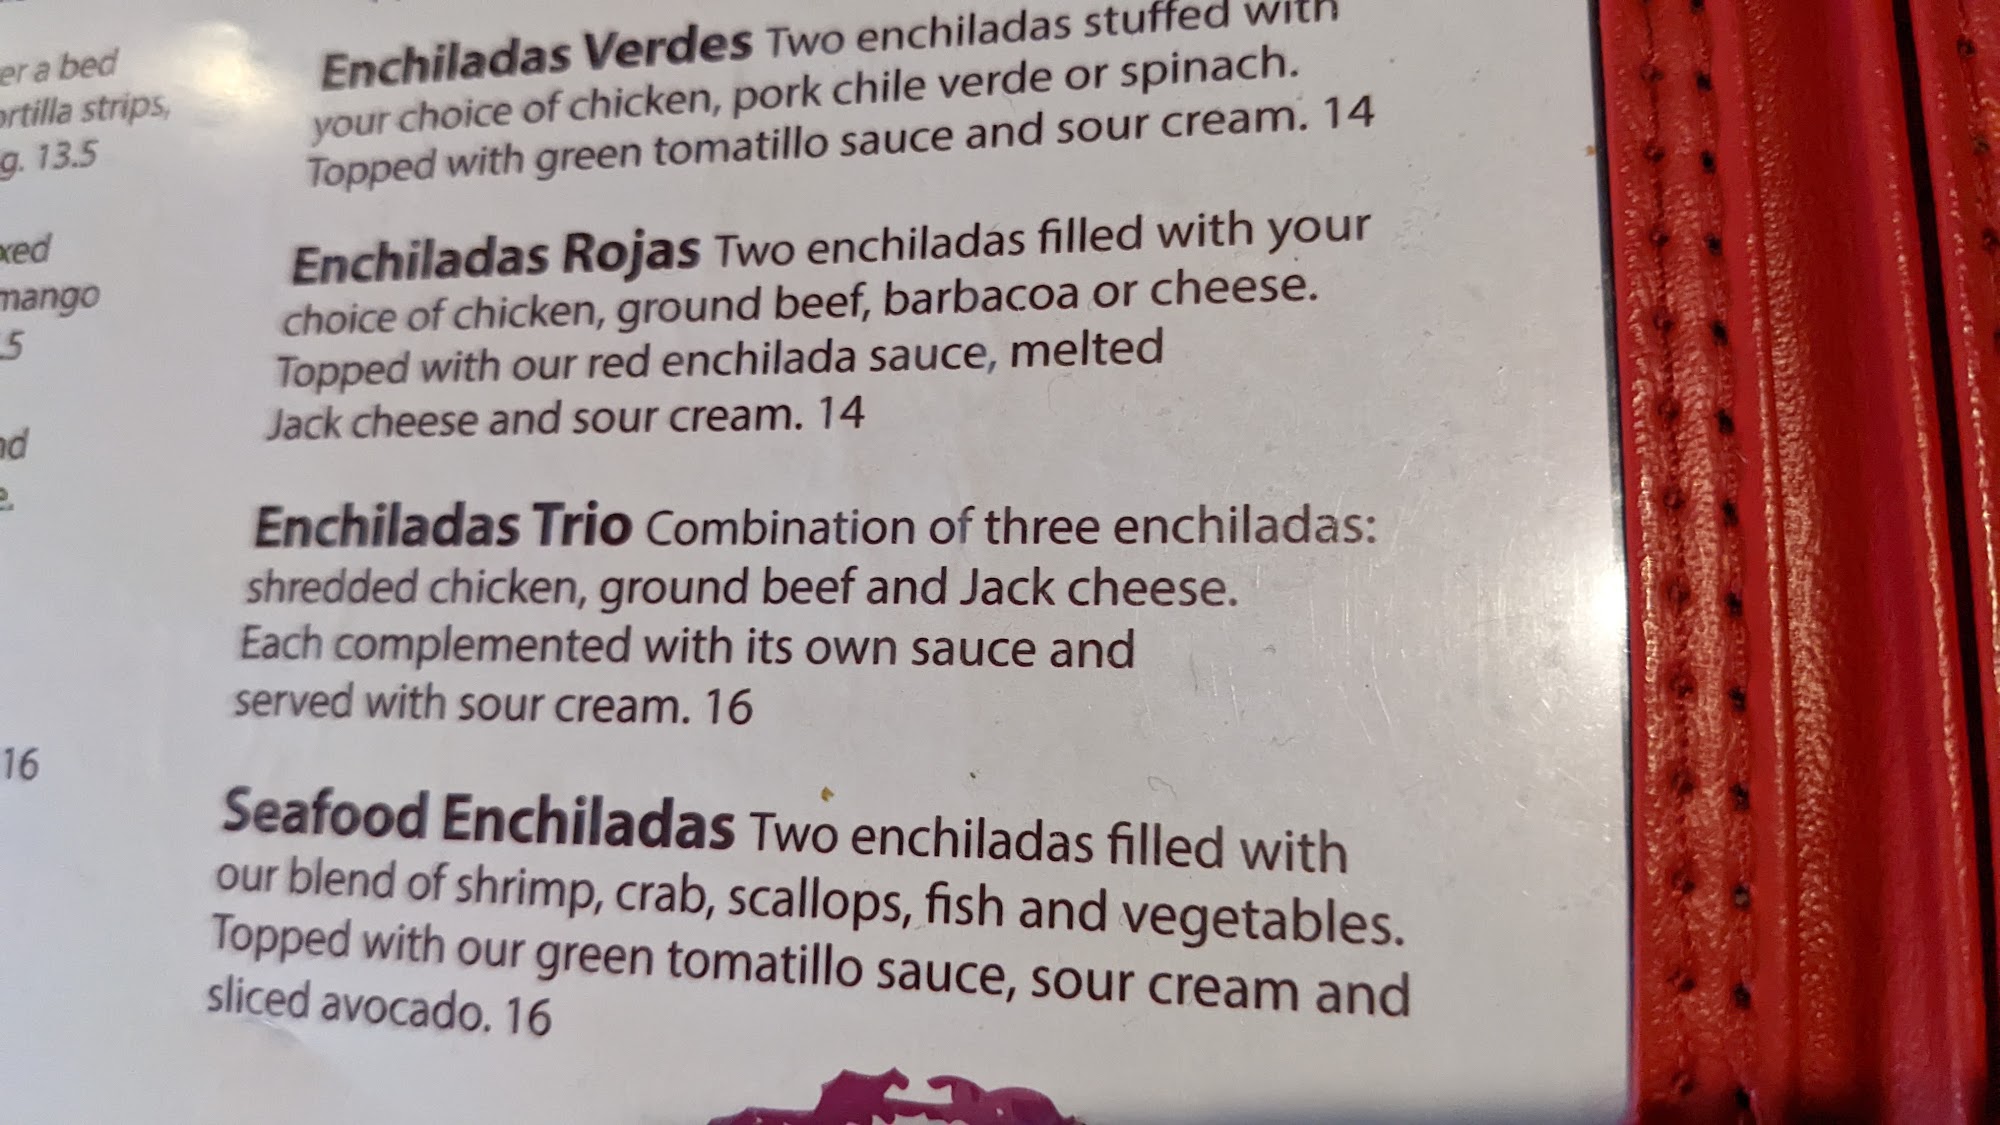 er a bed
ortilla strips,
g. 13.5
xed
mango
.5
nd
e.
16
Enchiladas Verdes Two enchiladas stuffed with
your choice of chicken, pork chile verde or spinach.
Topped with green tomatillo sauce and sour cream. 14
Enchiladas Rojas Two enchiladas filled with your
choice of chicken, ground beef, barbacoa or cheese.
Topped with our red enchilada sauce, melted
Jack cheese and sour cream. 14
Enchiladas Trio Combination of three enchiladas:
shredded chicken, ground beef and Jack cheese.
Each complemented with its own sauce and
served with sour cream. 16
Seafood Enchiladas Two enchiladas filled with
our blend of shrimp, crab, scallops, fish and vegetables.
Topped with our green tomatillo sauce, sour cream and
sliced avocado. 16